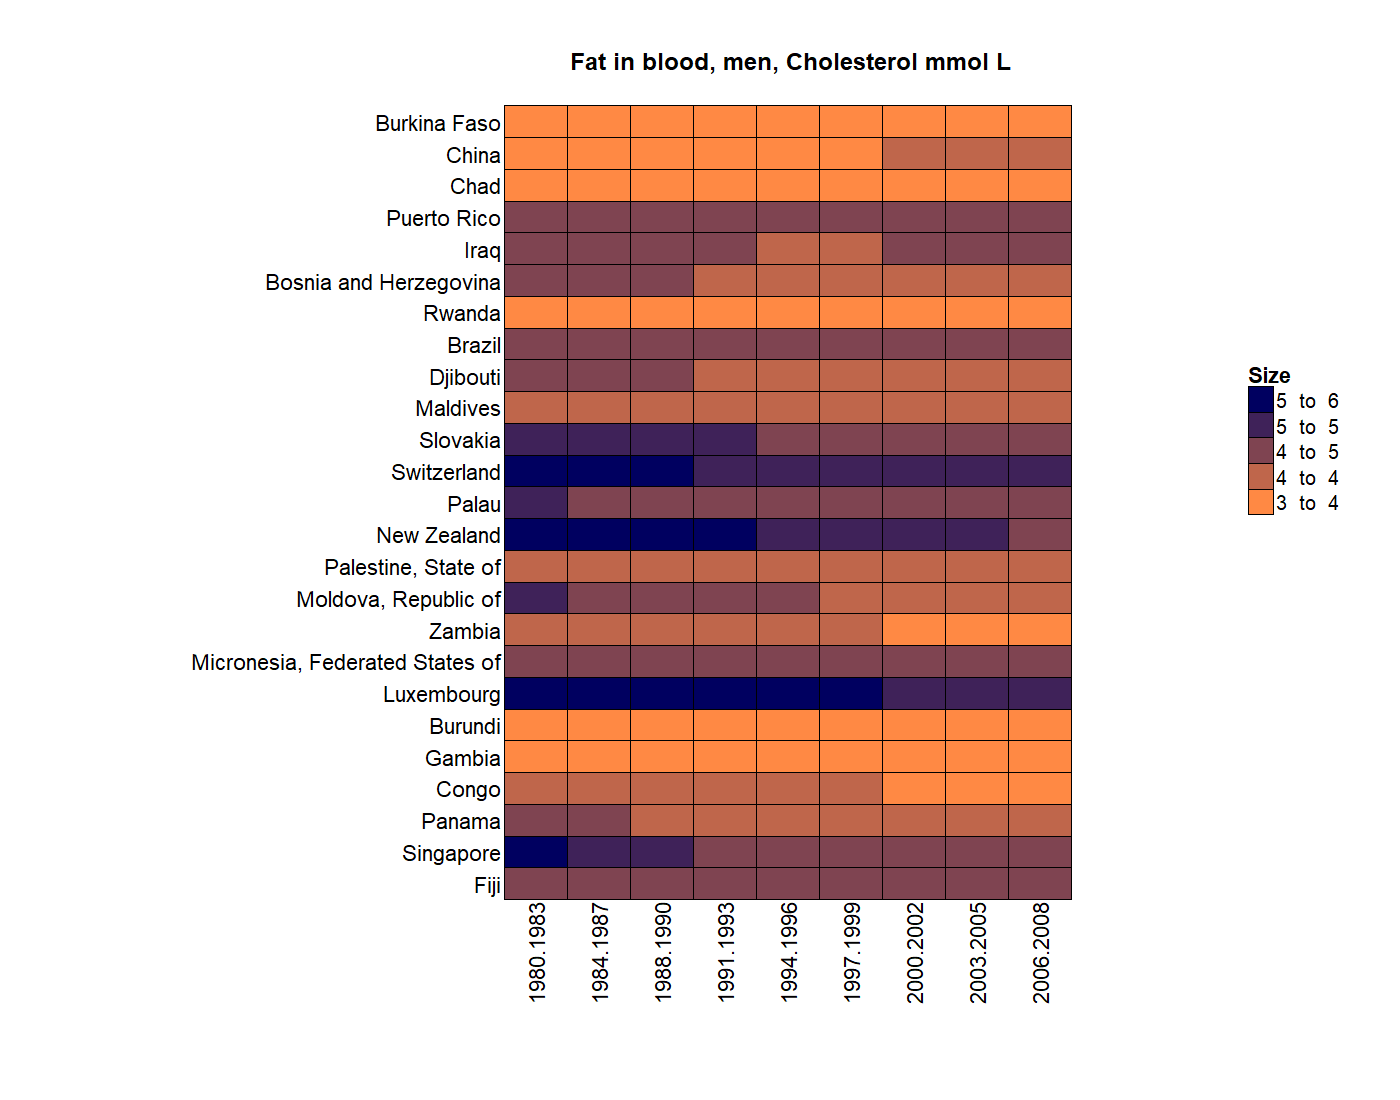 Fat in blood, men, Cholesterol mmol L
Burkina Faso
China
Chad
Puerto Rico
Iraq
Bosnia and Herzegovina
Rwanda
Brazil
Djibouti
Maldives
Slovakia
Switzerland
Palau
New Zealand
Palestine, State of
Moldova, Republic of
Zambia
Micronesia, Federated States of
Luxembourg
Burundi
Gambia
Congo
Panama
Singapore
Fiji
1980.1983
1984.1987
1988.1990
1991.1993
1994.1996
1997.1999
2000.2002
2003.2005
2006.2008
Size
5 to 6
5 to 5
4 to 5
4 to 4
3 to 4